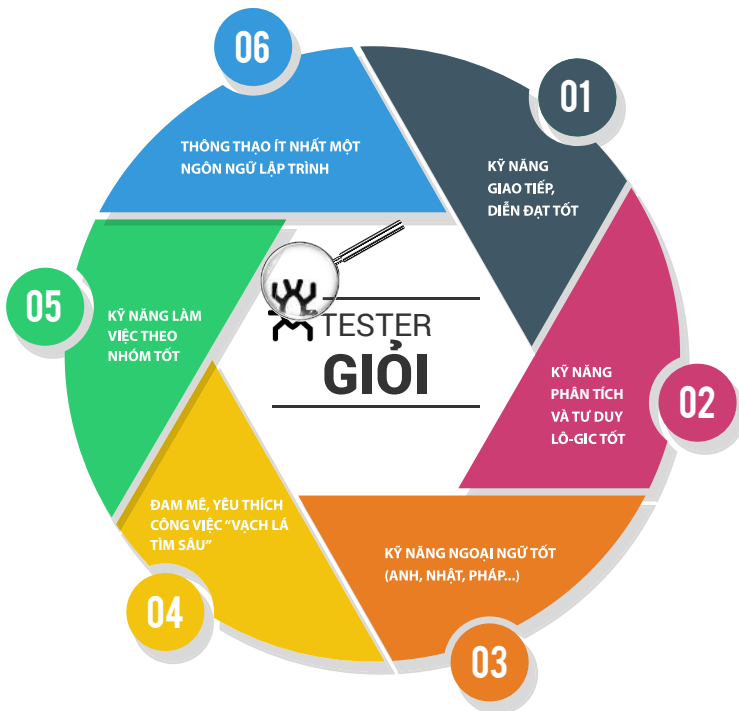 06
THÔNG THẠO ÍT NHẤT MỘT
NGÔN NGỮ LẬP TRÌNH
01
KỸ NĂNG
GIAO TIẾP,
DIỄN ĐẠT TỐT
05
KỸ NĂNG LÀM
VIỆC THEO
NHÓM TỐT
TESTER
GIỎI
02
KỸ NĂNG
PHÂN TÍCH
VÀ TƯ DUY
LÔ-GIC TỐT
04
ĐAM MÊ, YÊU THÍCH
CÔNG VIỆC “VẠCH LÁ
TÌM SÂU”
03
KỸ NĂNG NGOẠI NGỮ TỐT
(ANH, NHẬT, PHÁP...)